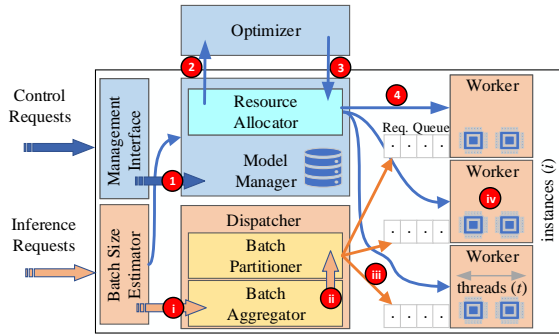 Optimizer
2
3
4
Control
Requests
Management
Interface
1
Resource
Allocator
Model
Manager
Req. Queue
Worker
Inference
Requests
Batch Size
Estimator
i
Dispatcher
Batch
Partitioner
Batch
Aggregator
ii
iii
Worker
iv
Worker
threads (t)
instances (i)